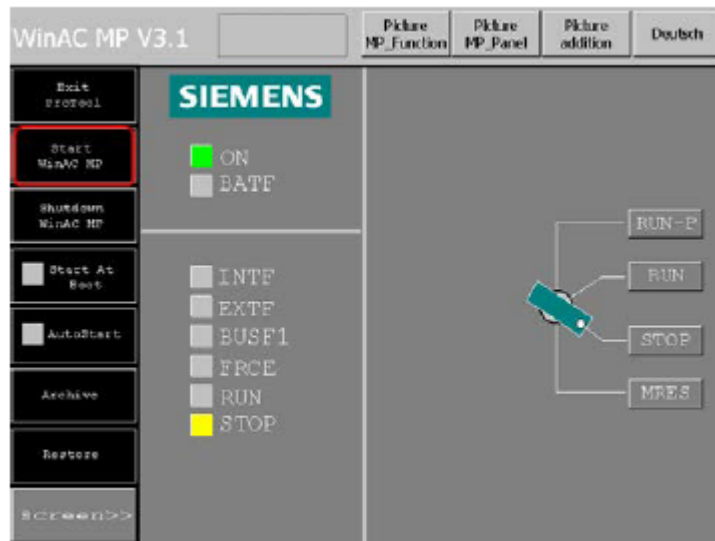 WinAC MP V3.1
Picture
MP_Function
Picture
MP_Panel
Picture
addition
Deutsch
Exit
ProTool
Start
WinAC MP
Shutdown
WinAC MP
Start At
Boot
AutoStart
Archive
Restore
Screen>>
SIEMENS
ON
BATF
INTF
EXTF
BUSF1
FRCE
RUN
STOP
RUN-P
RUN
STOP
MRES